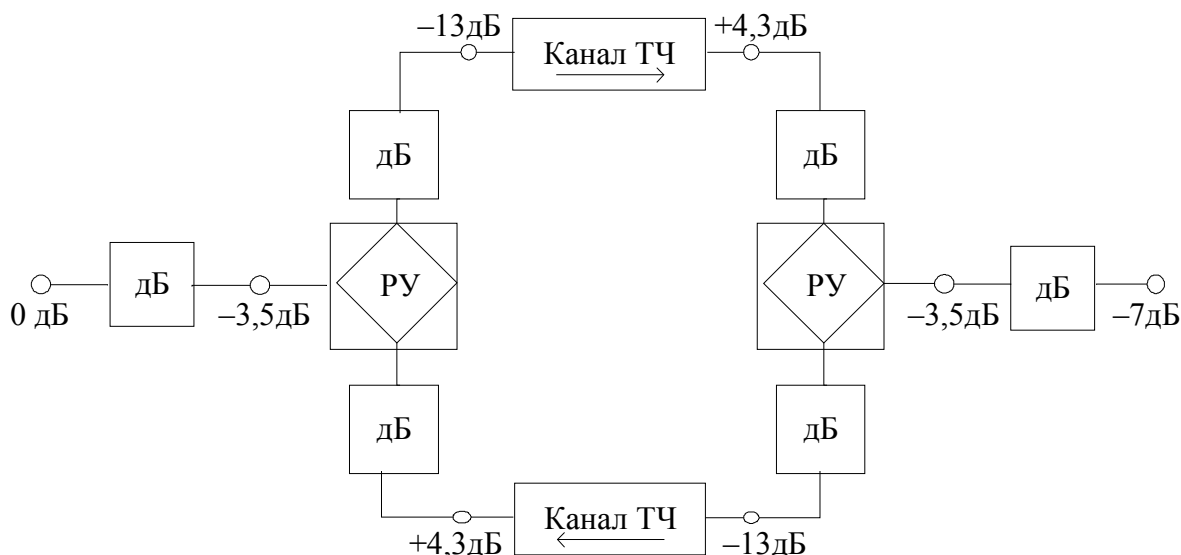 –13дБ
+4,3дБ
Канал ТЧ
дБ
дБ
дБ
РУ
РУ
дБ
0 дБ
–3,5дБ
–3,5дБ
–7дБ
дБ
дБ
Канал ТЧ
+4,3дБ
–13дБ